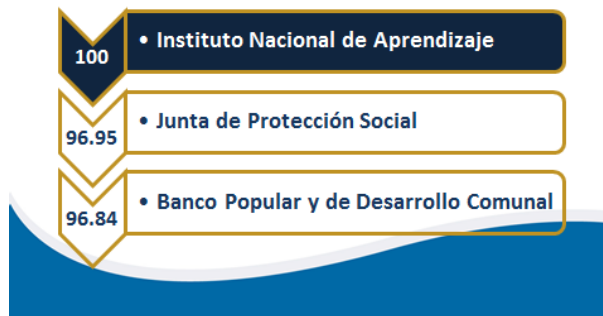 100
• Instituto Nacional de Aprendizaje
96.95
• Junta de Protección Social
96.84
• Banco Popular y de Desarrollo Comunal